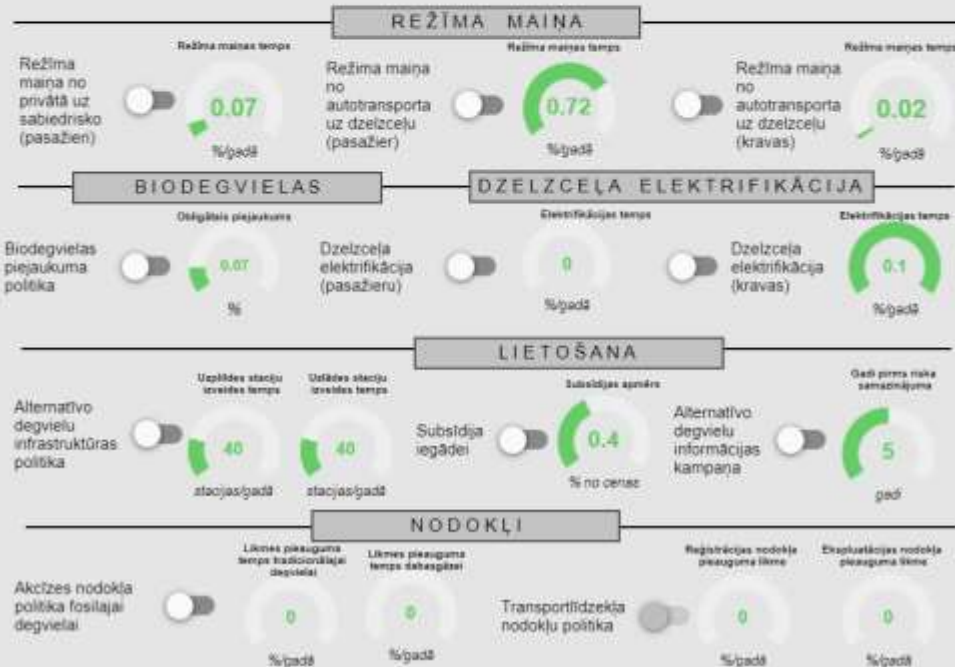 REŽĪMA MAIŅA
Režīma maiņas temps
Režīma maiņas temps
Režīma maiņas temps
Režīma
maiņa no
privātā uz
sabiedrisko
(pasažieri)
0.07
%/gadā
Režīma maiņa
no
autotransporta
uz dzelzceļu
(pasažier)
0.72
%/gadā
Režīma maiņa
no
autotransporta
uz dzelzceļu
(kravas)
0.02
%/gadā
BIODEGVIELAS
DZELZCEĻA ELEKTRIFIKĀCIJA
Obligātais piejaukums
Elektrifikācijas temps
Elektrifikācijas temps
Biodegvielas
piejaukuma
politika
0.07
%
Dzelzceļa
elektrifikācija
(pasažieru)
0
%/gadā
Dzelzceļa
elektrifikācija
(kravas)
0.1
%/gadā
LIETOŠANA
Uzpildes staciju
izveides temps
Uzlādes staciju
izveides temps
Subsīdijas apmērs
Gadi pirms riska
samazinājuma
Alternatīvo
degvielu
infrastruktūras
politika
40
stacijas/gadā
40
stacijas/gadā
Subsīdija
iegādei
0.4
% no cenas
Alternatīvo
degvielu
informācijas
kampaņa
5
gadi
NODOKĻI
Likmes pieauguma
temps tradicionālajai
degvielai
Likmes pieauguma
temps dabasgāzei
Reģistrācijas nodokļa
pieauguma likme
Ekspluatācijas nodokļa
pieauguma likme
Akcīzes nodokļa
politika fosilajai
degvielai
0
%/gadā
0
%/gadā
Transportlīdzekļa
nodokļu politika
0
%/gadā
0
%/gadā